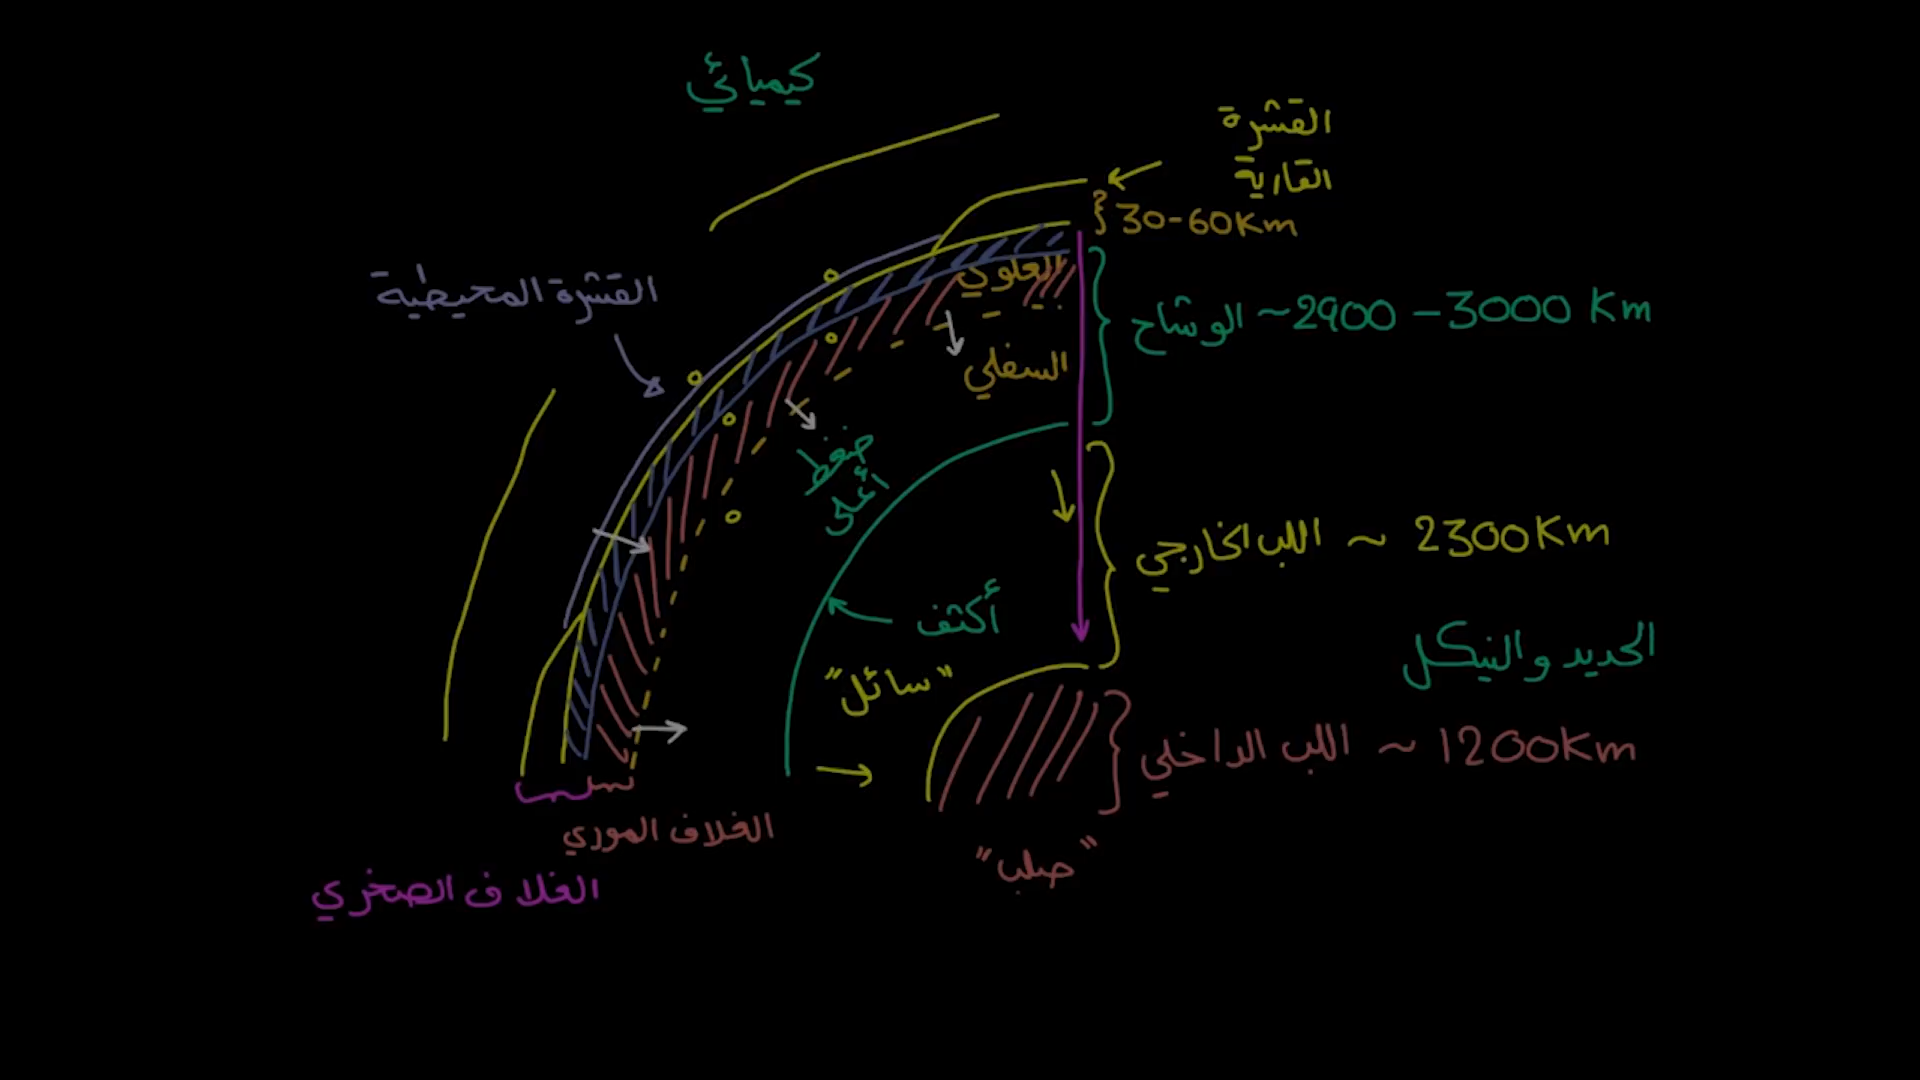 كيميائي
القشرة
القارية
30-60Km
القشرة المحيطية
العلوي
الوشاح ~2900 - 3000 Km
السفلي
ضغط
أعلى
اللب الخارجي ~ 2300Km
أكثف
الحديد والنيكل
"سائل"
اللب الداخلي ~ 1200Km
الغلاف الموري
"صلب"
الغلاف الصخري